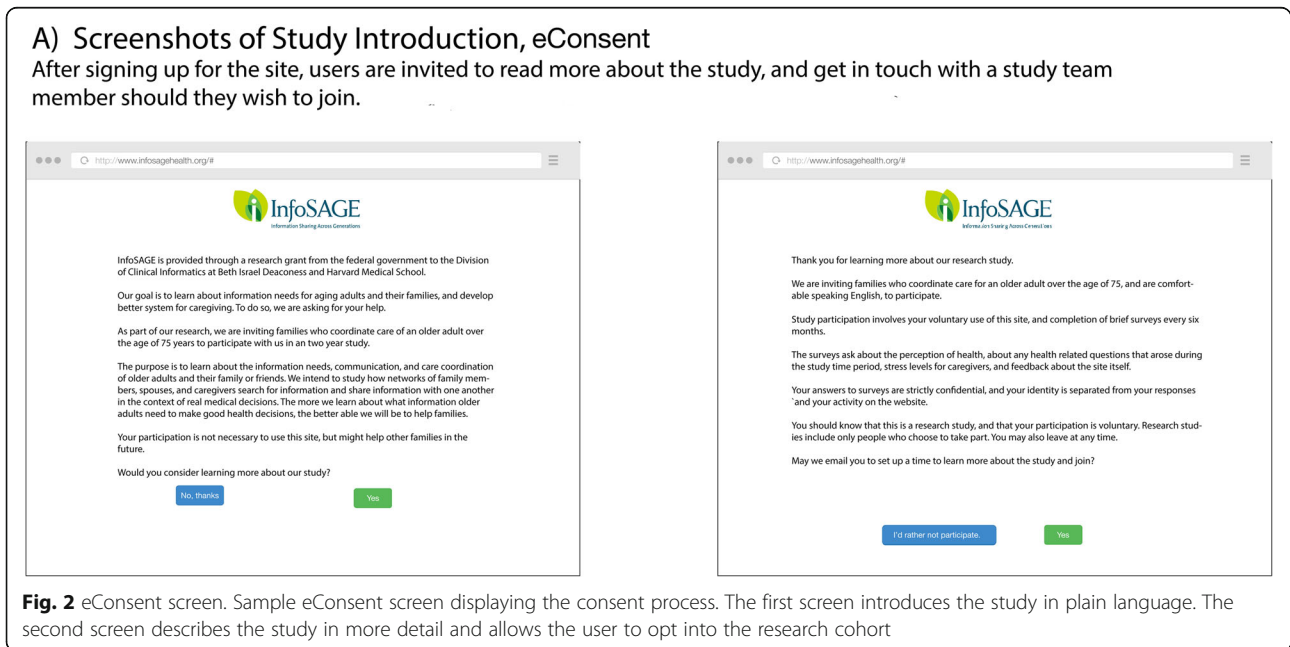 A) Screenshots of Study Introduction, eConsent
After signing up for the site, users are invited to read more about the study, and get in touch with a study team
member should they wish to join.
http://www.infosagehealth.org/#
InfoSAGE
Information Sharing Across Generations
InfoSAGE is provided through a research grant from the federal government to the Division
of Clinical Informatics at Beth Israel Deaconess and Harvard Medical School.
Our goal is to learn about information needs for aging adults and their families, and develop
better system for caregiving. To do so, we are asking for your help.
As part of our research, we are inviting families who coordinate care of an older adult over
the age of 75 years to participate with us in an two year study.
The purpose is to learn about the information needs, communication, and care coordination
of older adults and their family or friends. We intend to study how networks of family mem-
bers, spouses, and caregivers search for information and share information with one another
in the context of real medical decisions. The more we learn about what information older
adults need to make good health decisions, the better able we will be to help families.
Your participation is not necessary to use this site, but might help other families in the
future.
Would you consider learning more about our study?
No, thanks
Yes
http://www.infosagehealth.org/#
InfoSAGE
Information Sharing Across Generations
Thank you for learning more about our research study.
We are inviting families who coordinate care for an older adult over the age of 75, and are comfort-
able speaking English, to participate.
Study participation involves your voluntary use of this site, and completion of brief surveys every six
months.
The surveys ask about the perception of health, about any health related questions that arose during
the study time period, stress levels for caregivers, and feedback about the site itself.
Your answers to surveys are strictly confidential, and your identity is separated from your responses
`and your activity on the website.
You should know that this is a research study, and that your participation is voluntary. Research stud-
ies include only people who choose to take part. You may also leave at any time.
May we email you to set up a time to learn more about the study and join?
I'd rather not participate.
Yes
Fig. 2 eConsent screen. Sample eConsent screen displaying the consent process. The first screen introduces the study in plain language. The
second screen describes the study in more detail and allows the user to opt into the research cohort